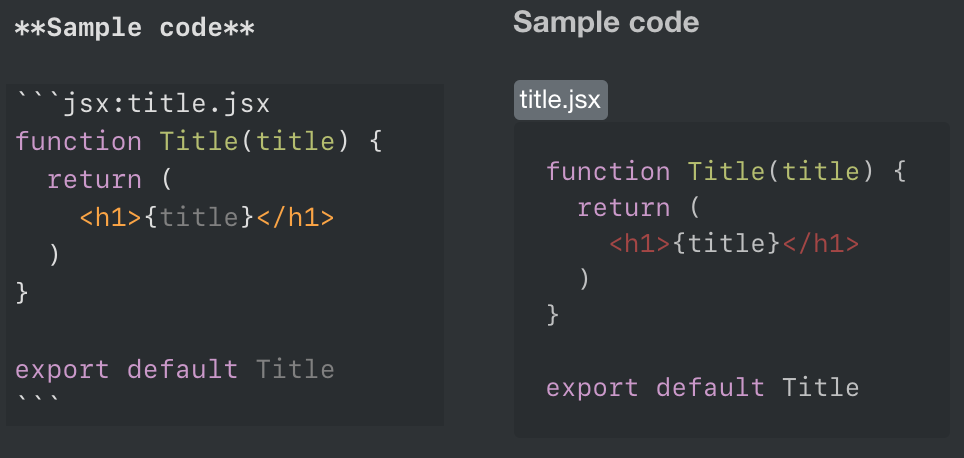 **Sample code**
```jsx:title.jsx
function Title(title) {
  return (
    <h1>{title}</h1>
  )
}
export default Title
```
Sample code
title.jsx
function Title(title) {
  return (
    <h1>{title}</h1>
  )
}
export default Title